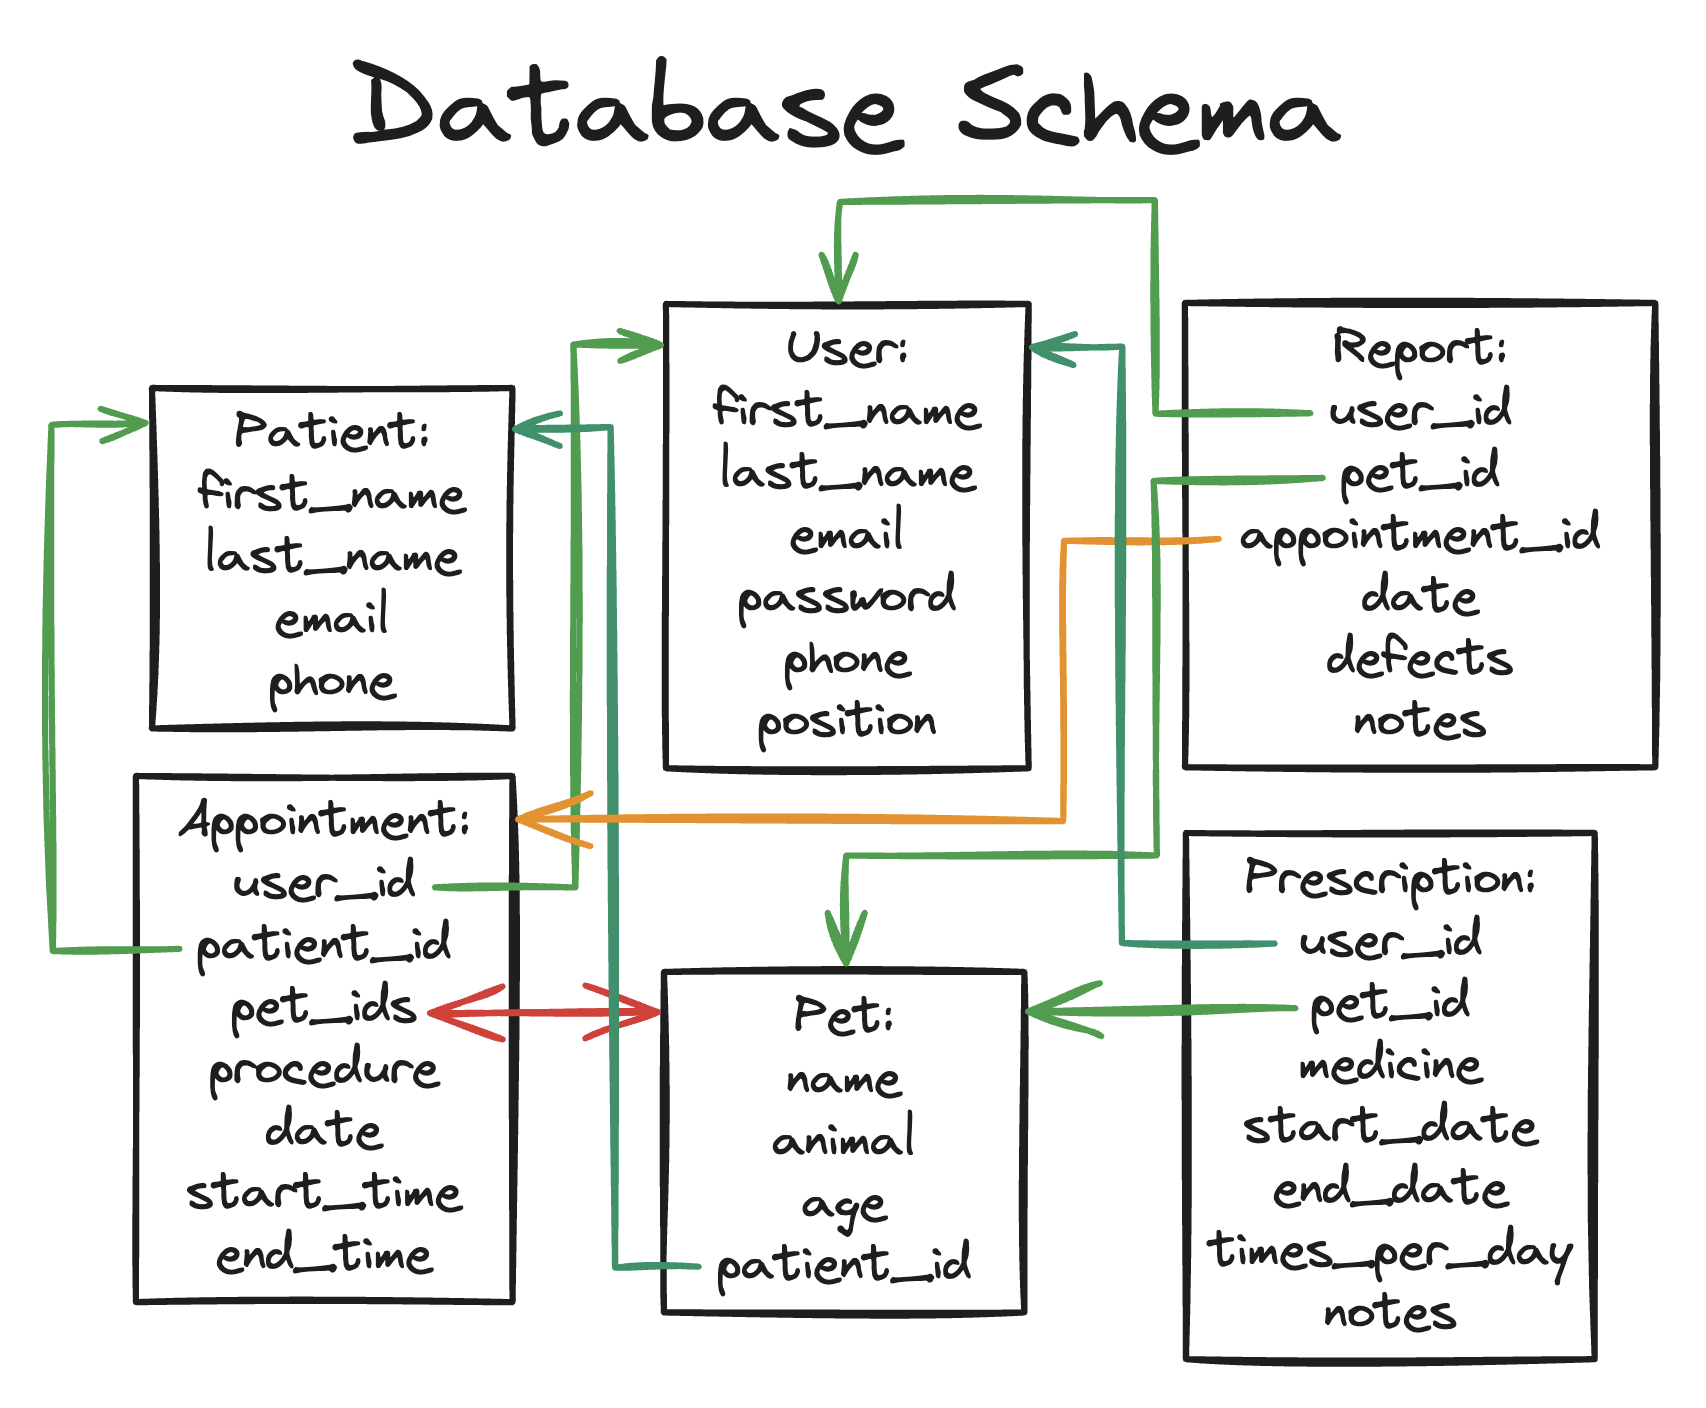 Database Schema
Patient:
first_name
last_name
email
phone
User:
first_name
last_name
email
password
phone
position
Report:
user_id
pet_id
appointment_id
date
defects
notes
Appointment:
user_id
patient_id
pet_ids
procedure
date
start_time
end_time
Pet:
name
animal
age
patient_id
Prescription:
user_id
pet_id
medicine
start_date
end_date
times_per_day
notes